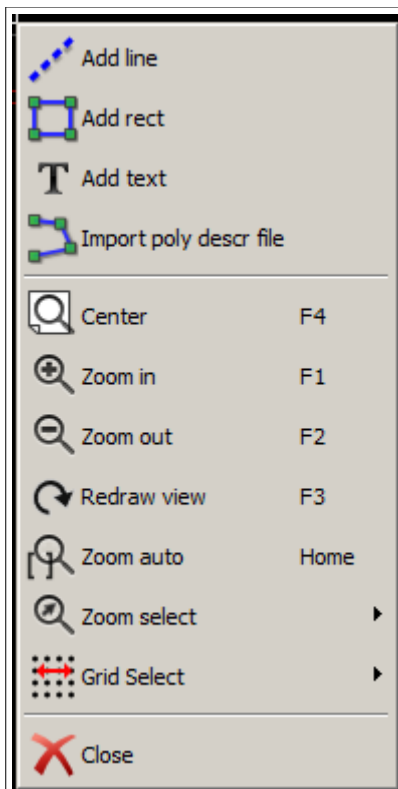 Add line
Add rect
T Add text
Import poly descr file
Center F4
Zoom in F1
Zoom out F2
Redraw view F3
Zoom auto Home
Zoom select
Grid Select
Close